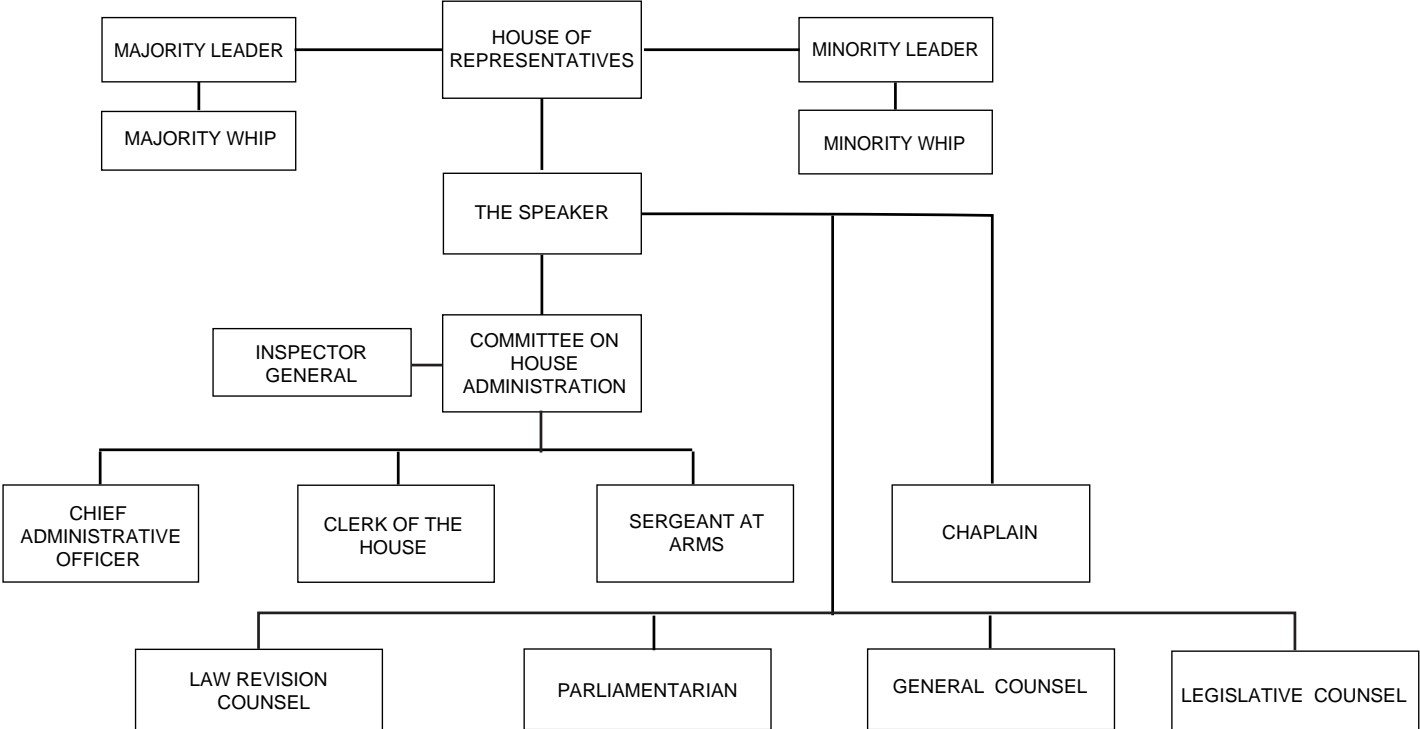 MAJORITY LEADER
HOUSE OF
REPRESENTATIVES
MINORITY LEADER
MAJORITY WHIP
MINORITY WHIP
THE SPEAKER
INSPECTOR
GENERAL
COMMITTEE ON
HOUSE
ADMINISTRATION
CHIEF
ADMINISTRATIVE
OFFICER
CLERK OF THE
HOUSE
SERGEANT AT
ARMS
CHAPLAIN
LAW REVISION
COUNSEL
PARLIAMENTARIAN
GENERAL COUNSEL
LEGISLATIVE COUNSEL